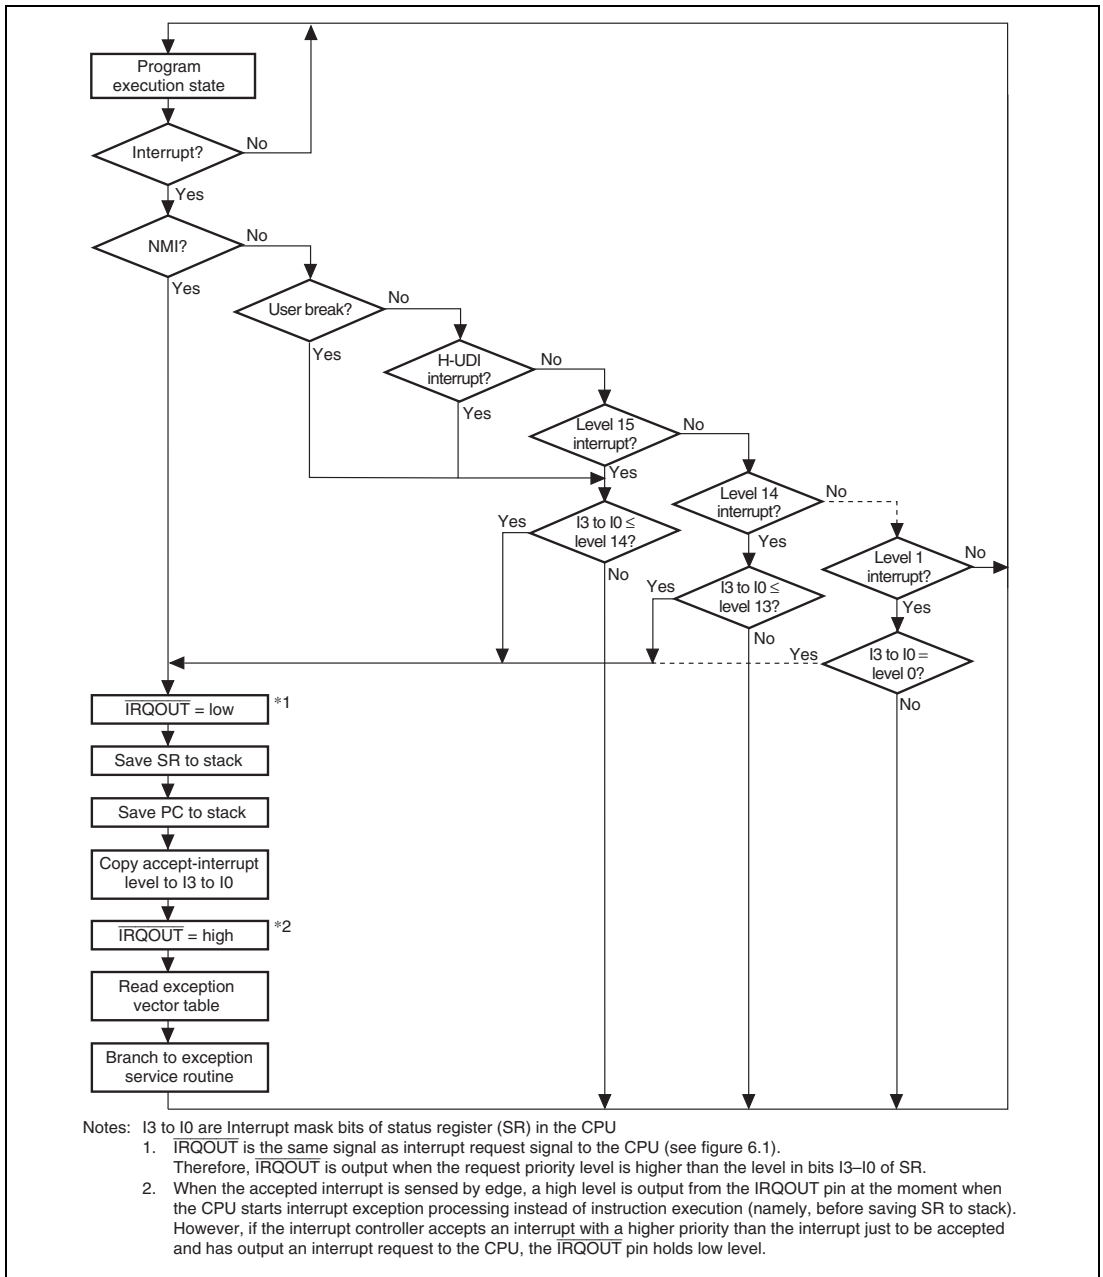 Program
execution state
Interrupt?
No
Yes
NMI?
No
Yes
User break?
No
Yes
H-UDI
interrupt?
No
Yes
Level 15
interrupt?
No
Yes
Level 14
interrupt?
No
Yes
I3 to I0 ≤
level 14?
Yes
No
Level 1
interrupt?
No
Yes
I3 to I0 ≤
level 13?
Yes
No
I3 to I0 =
level 0?
Yes
No
IRQOUT = low
*1
Save SR to stack
Save PC to stack
Copy accept-interrupt
level to I3 to I0
IRQOUT = high
*2
Read exception
vector table
Branch to exception
service routine
Notes: I3 to I0 are Interrupt mask bits of status register (SR) in the CPU
1. IRQOUT is the same signal as interrupt request signal to the CPU (see figure 6.1).
Therefore, IRQOUT is output when the request priority level is higher than the level in bits I3–I0 of SR.
2. When the accepted interrupt is sensed by edge, a high level is output from the IRQOUT pin at the moment when
the CPU starts interrupt exception processing instead of instruction execution (namely, before saving SR to stack).
However, if the interrupt controller accepts an interrupt with a higher priority than the interrupt just to be accepted
and has output an interrupt request to the CPU, the IRQOUT pin holds low level.